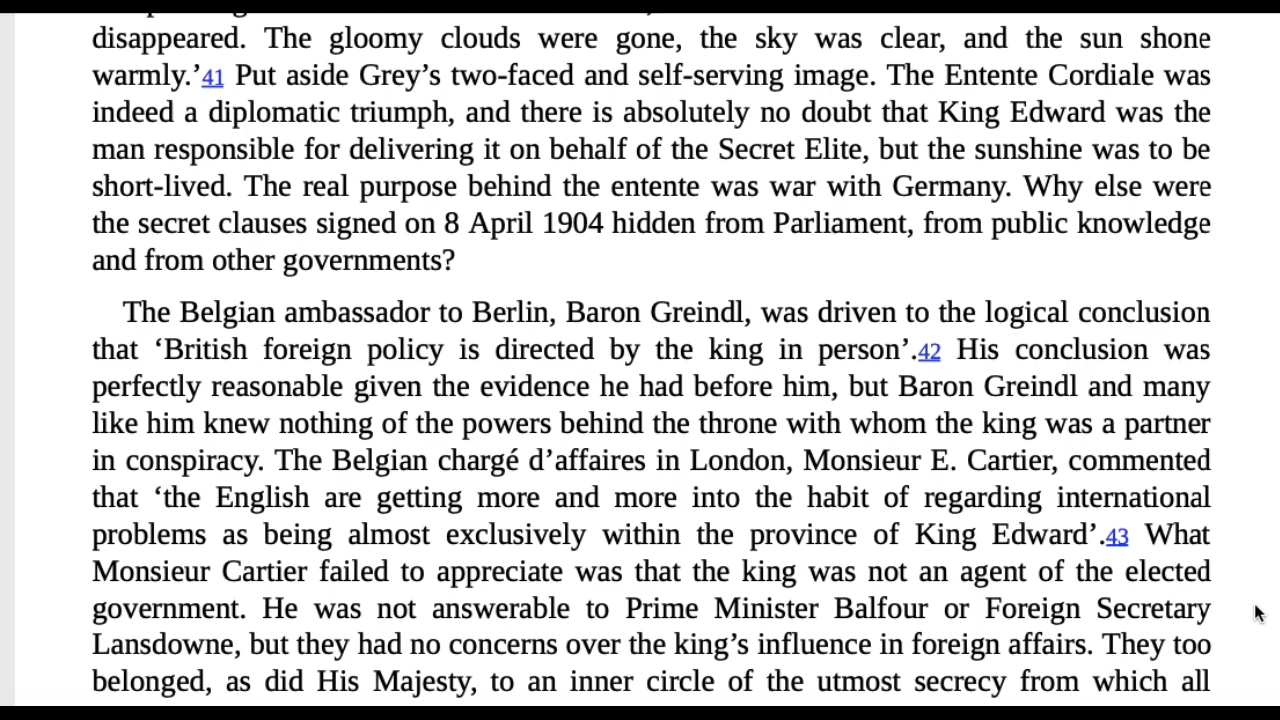 disappeared. The gloomy clouds were gone, the sky was clear, and the sun shone
warmly.’41 Put aside Grey’s two-faced and self-serving image. The Entente Cordiale was
indeed a diplomatic triumph, and there is absolutely no doubt that King Edward was the
man responsible for delivering it on behalf of the Secret Elite, but the sunshine was to be
short-lived. The real purpose behind the entente was war with Germany. Why else were
the secret clauses signed on 8 April 1904 hidden from Parliament, from public knowledge
and from other governments?
The Belgian ambassador to Berlin, Baron Greindl, was driven to the logical conclusion
that ‘British foreign policy is directed by the king in person’.42 His conclusion was
perfectly reasonable given the evidence he had before him, but Baron Greindl and many
like him knew nothing of the powers behind the throne with whom the king was a partner
in conspiracy. The Belgian chargé d’affaires in London, Monsieur E. Cartier, commented
that ‘the English are getting more and more into the habit of regarding international
problems as being almost exclusively within the province of King Edward’.43 What
Monsieur Cartier failed to appreciate was that the king was not an agent of the elected
government. He was not answerable to Prime Minister Balfour or Foreign Secretary
Lansdowne, but they had no concerns over the king’s influence in foreign affairs. They too
belonged, as did His Majesty, to an inner circle of the utmost secrecy from which all